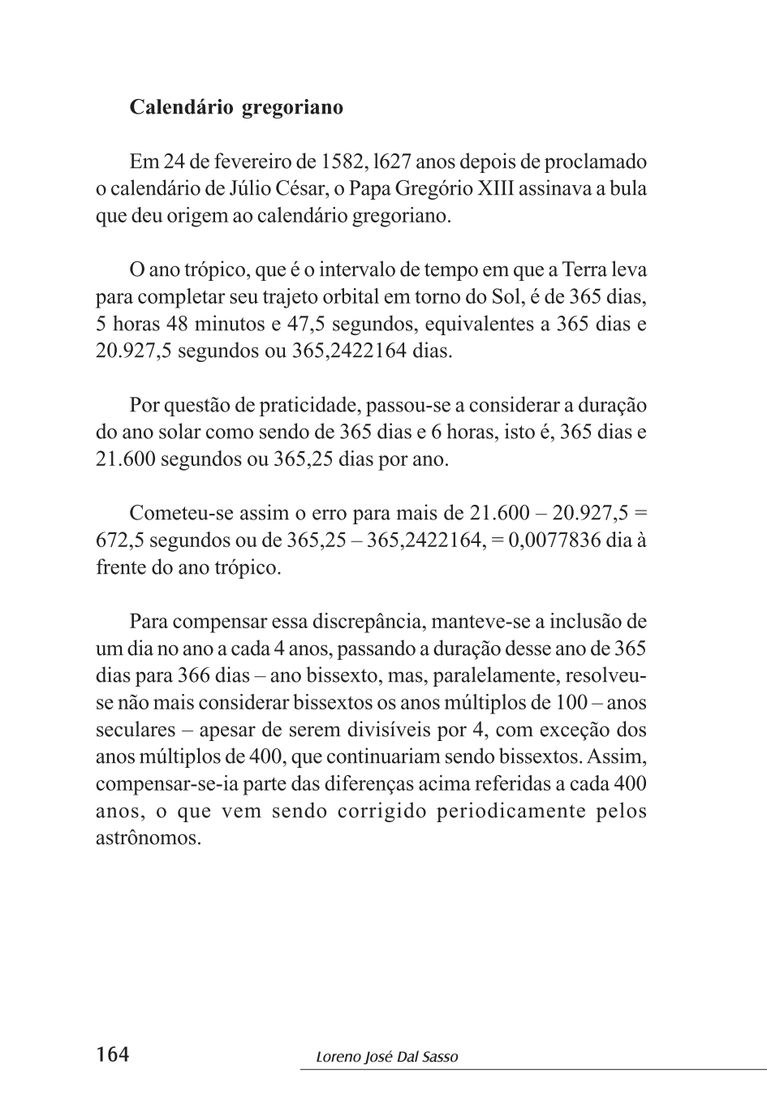 Calendário gregoriano
Em 24 de fevereiro de 1582, l627 anos depois de proclamado
o calendário de Júlio César, o Papa Gregório XIII assinava a bula
que deu origem ao calendário gregoriano.
O ano trópico, que é o intervalo de tempo em que a Terra leva
para completar seu trajeto orbital em torno do Sol, é de 365 dias,
5 horas 48 minutos e 47,5 segundos, equivalentes a 365 dias e
20.927,5 segundos ou 365,2422164 dias.
Por questão de praticidade, passou-se a considerar a duração
do ano solar como sendo de 365 dias e 6 horas, isto é, 365 dias e
21.600 segundos ou 365,25 dias por ano.
Cometeu-se assim o erro para mais de 21.600 – 20.927,5 =
672,5 segundos ou de 365,25 – 365,2422164, = 0,0077836 dia à
frente do ano trópico.
Para compensar essa discrepância, manteve-se a inclusão de
um dia no ano a cada 4 anos, passando a duração desse ano de 365
dias para 366 dias – ano bissexto, mas, paralelamente, resolveu-
se não mais considerar bissextos os anos múltiplos de 100 – anos
seculares – apesar de serem divisíveis por 4, com exceção dos
anos múltiplos de 400, que continuariam sendo bissextos. Assim,
compensar-se-ia parte das diferenças acima referidas a cada 400
anos, o que vem sendo corrigido periodicamente pelos
astrônomos.
164 Loreno José Dal Sasso